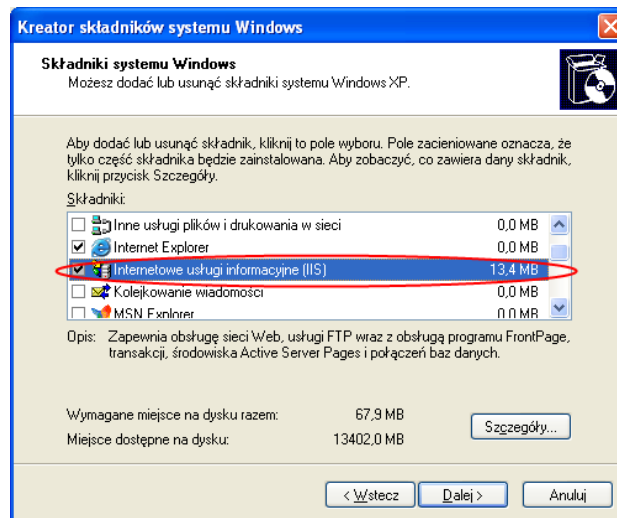 Kreator składników systemu Windows
Składniki systemu Windows
Możesz dodać lub usunąć składniki systemu Windows XP.
Aby dodać lub usunąć składnik, kliknij to pole wyboru. Pole zacieniowane oznacza, że
tylko część składnika będzie zainstalowana. Aby zobaczyć, co zawiera dany składnik,
kliknij przycisk Szczegóły.
Składniki:
Inne usługi plików i drukowania w sieci 0,0 MB
Internet Explorer 0,0 MB
Internetowe usługi informacyjne (IIS) 13,4 MB
Kolejkowanie wiadomości 0,0 MB
MSN Explorer 0,0 MB
Opis: Zapewnia obsługę sieci Web, usługi FTP wraz z obsługą programu FrontPage,
transakcji, środowiska Active Server Pages i połączeń baz danych.
Wymagane miejsce na dysku razem: 67,9 MB
Miejsce dostępne na dysku: 13402,0 MB
Szczegóły...
< Wstecz Dalej > Anuluj